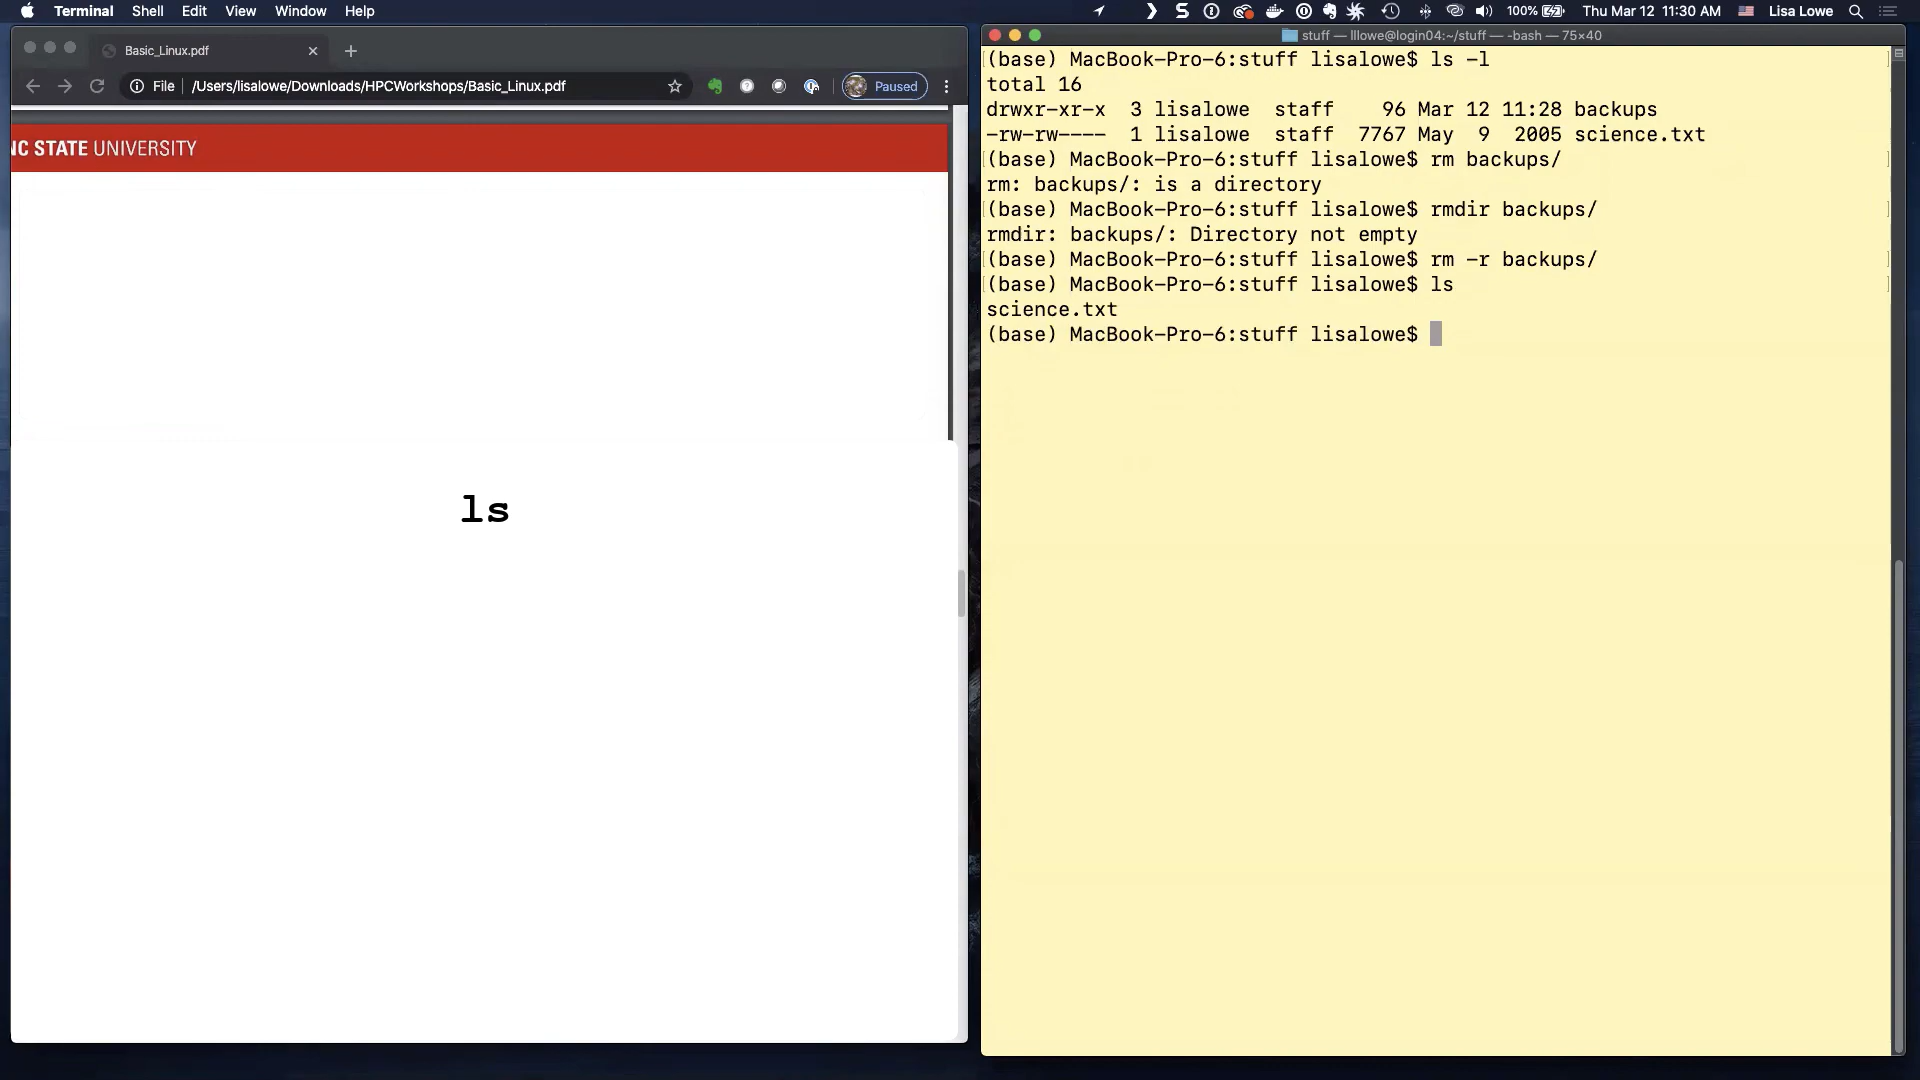 Terminal Shell Edit View Window Help 100% Thu Mar 12 11:30 AM Lisa Lowe
Basic_Linux.pdf
File /Users/lisalowe/Downloads/HPCWorkshops/Basic_Linux.pdf Paused
NC STATE UNIVERSITY
ls
stuff — lllowe@login04:~/stuff — -bash — 75×40
(base) MacBook-Pro-6:stuff lisalowe$ ls -l
total 16
drwxr-xr-x 3 lisalowe staff 96 Mar 12 11:28 backups
-rw-rw---- 1 lisalowe staff 7767 May 9 2005 science.txt
(base) MacBook-Pro-6:stuff lisalowe$ rm backups/
rm: backups/: is a directory
(base) MacBook-Pro-6:stuff lisalowe$ rmdir backups/
rmdir: backups/: Directory not empty
(base) MacBook-Pro-6:stuff lisalowe$ rm -r backups/
(base) MacBook-Pro-6:stuff lisalowe$ ls
science.txt
(base) MacBook-Pro-6:stuff lisalowe$